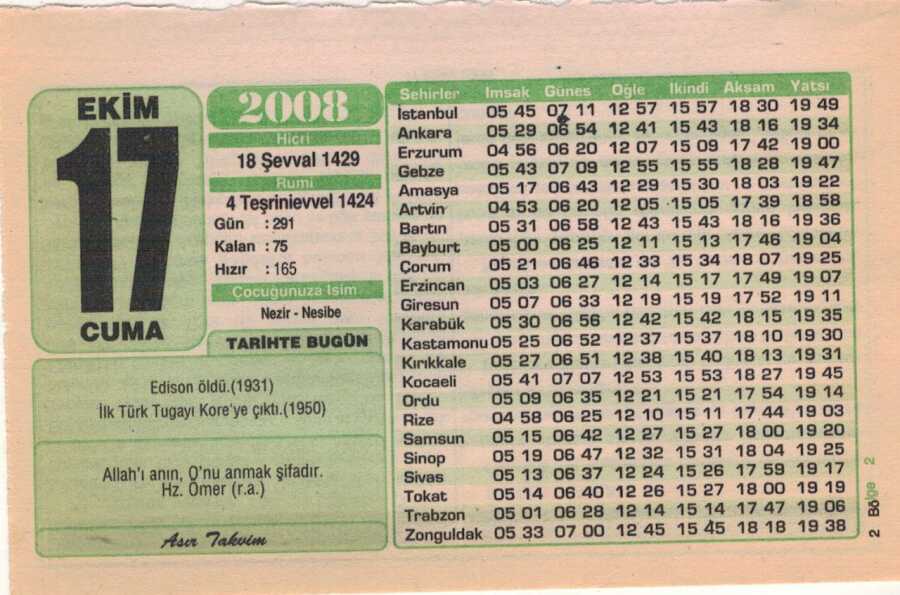 EKİM
17
CUMA
2008
Hicri
18 Şevval 1429
Rumi
4 Teşrinievvel 1424
Gün : 291
Kalan : 75
Hızır : 165
Çocuğunuza İsim
Nezir - Nesibe
TARİHTE BUGÜN
Edison öldü.(1931)
İlk Türk Tugayı Kore'ye çıktı.(1950)
Allah'ı anın, O'nu anmak şifadır.
Hz. Ömer (r.a.)
Asır Takvim
Sehirler Imsak Günes Oğle Ikindi Aksam Yatsı
İstanbul 05 45 07 11 12 57 15 57 18 30 19 49
Ankara 05 29 06 54 12 41 15 43 18 16 19 34
Erzurum 04 56 06 20 12 07 15 09 17 42 19 00
Gebze 05 43 07 09 12 55 15 55 18 28 19 47
Amasya 05 17 06 43 12 29 15 30 18 03 19 22
Artvin 04 53 06 20 12 05 15 05 17 39 18 58
Bartın 05 31 06 58 12 43 15 43 18 16 19 36
Bayburt 05 00 06 25 12 11 15 13 17 46 19 04
Çorum 05 21 06 46 12 33 15 34 18 07 19 25
Erzincan 05 03 06 27 12 14 15 17 17 49 19 07
Giresun 05 07 06 33 12 19 15 19 17 52 19 11
Karabük 05 30 06 56 12 42 15 42 18 15 19 35
Kastamonu 05 25 06 52 12 37 15 37 18 10 19 30
Kırıkkale 05 27 06 51 12 38 15 40 18 13 19 31
Kocaeli 05 41 07 07 12 53 15 53 18 27 19 45
Ordu 05 09 06 35 12 21 15 21 17 54 19 14
Rize 04 58 06 25 12 10 15 11 17 44 19 03
Samsun 05 15 06 42 12 27 15 27 18 00 19 20
Sinop 05 19 06 47 12 32 15 31 18 04 19 25
Sivas 05 13 06 37 12 24 15 26 17 59 19 17
Tokat 05 14 06 40 12 26 15 27 18 00 19 19
Trabzon 05 01 06 28 12 14 15 14 17 47 19 06
Zonguldak 05 33 07 00 12 45 15 45 18 18 19 38
2 Bölge 2